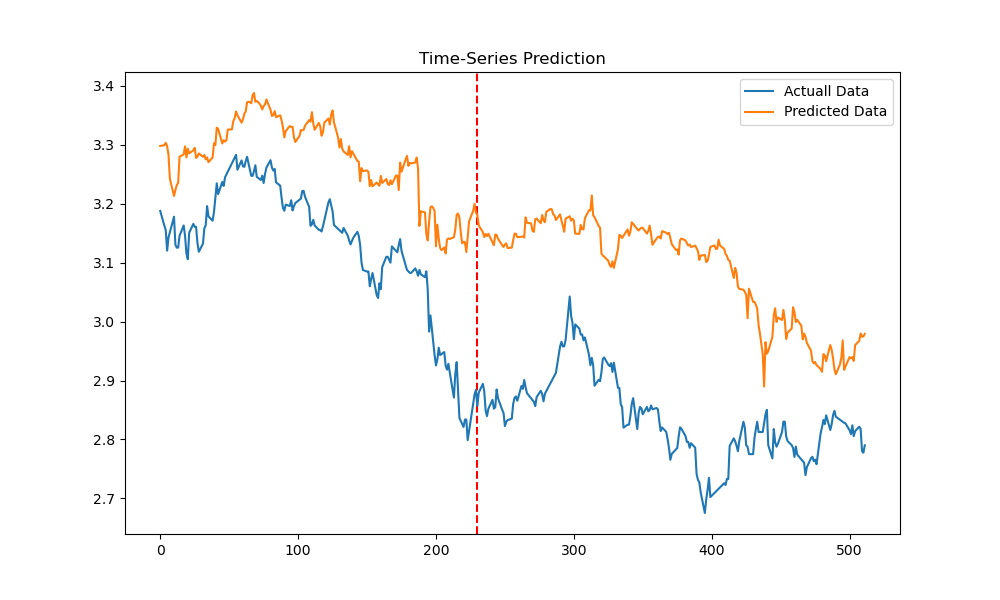 Time-Series Prediction
Actuall Data
Predicted Data
3.4
3.3
3.2
3.1
3.0
2.9
2.8
2.7
0 100 200 300 400 500